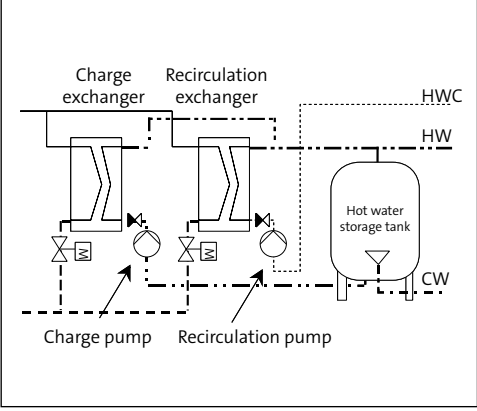 Charge
exchanger
Recirculation
exchanger
HWC
HW
Hot water
storage tank
M
M
CW
Charge pump
Recirculation pump